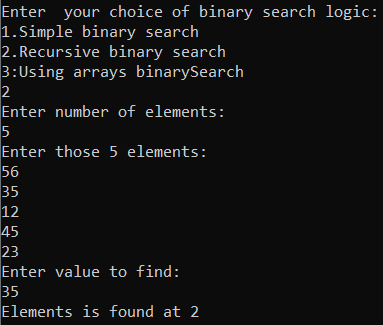 Enter  your choice of binary search logic:
1.Simple binary search
2.Recursive binary search
3:Using arrays binarySearch
2
Enter number of elements:
5
Enter those 5 elements:
56
35
12
45
23
Enter value to find:
35
Elements is found at 2